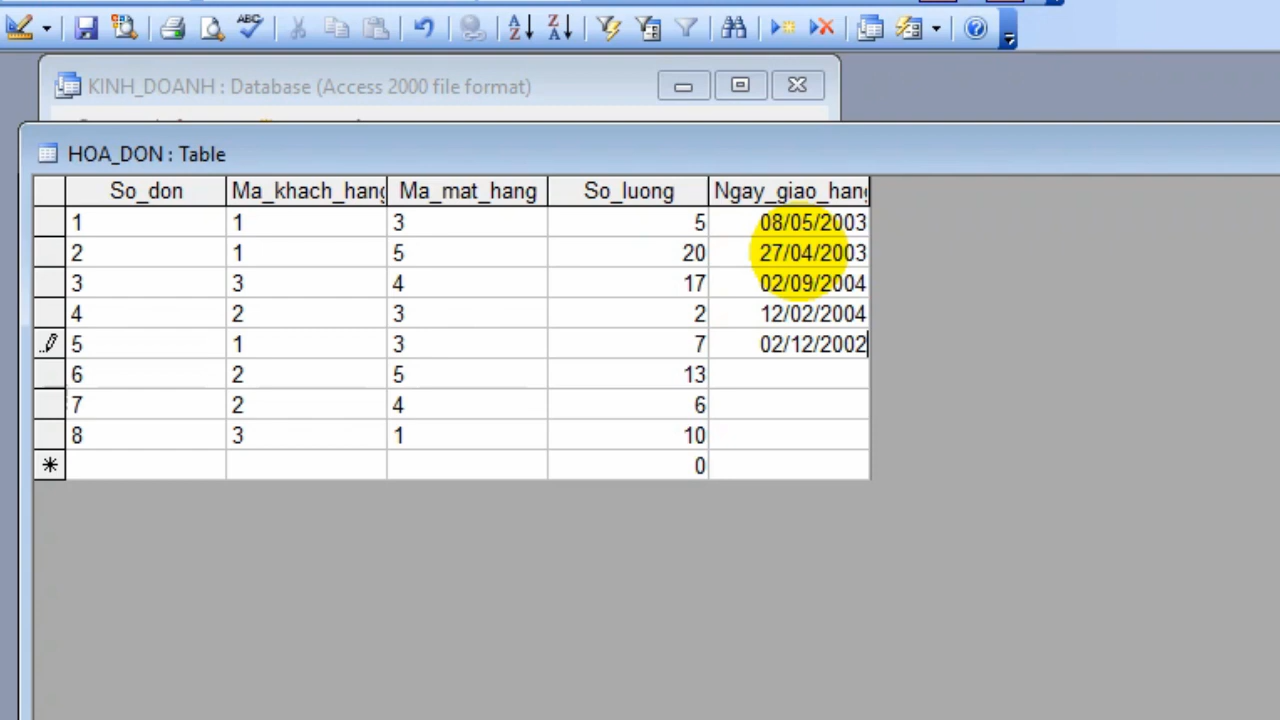 KINH_DOANH : Database (Access 2000 file format)
HOA_DON : Table
So_don Ma_khach_hang Ma_mat_hang So_luong Ngay_giao_hang
1 1 3 5 08/05/2003
2 1 5 20 27/04/2003
3 3 4 17 02/09/2004
4 2 3 2 12/02/2004
5 1 3 7 02/12/2002
6 2 5 13
7 2 4 6
8 3 1 10
0